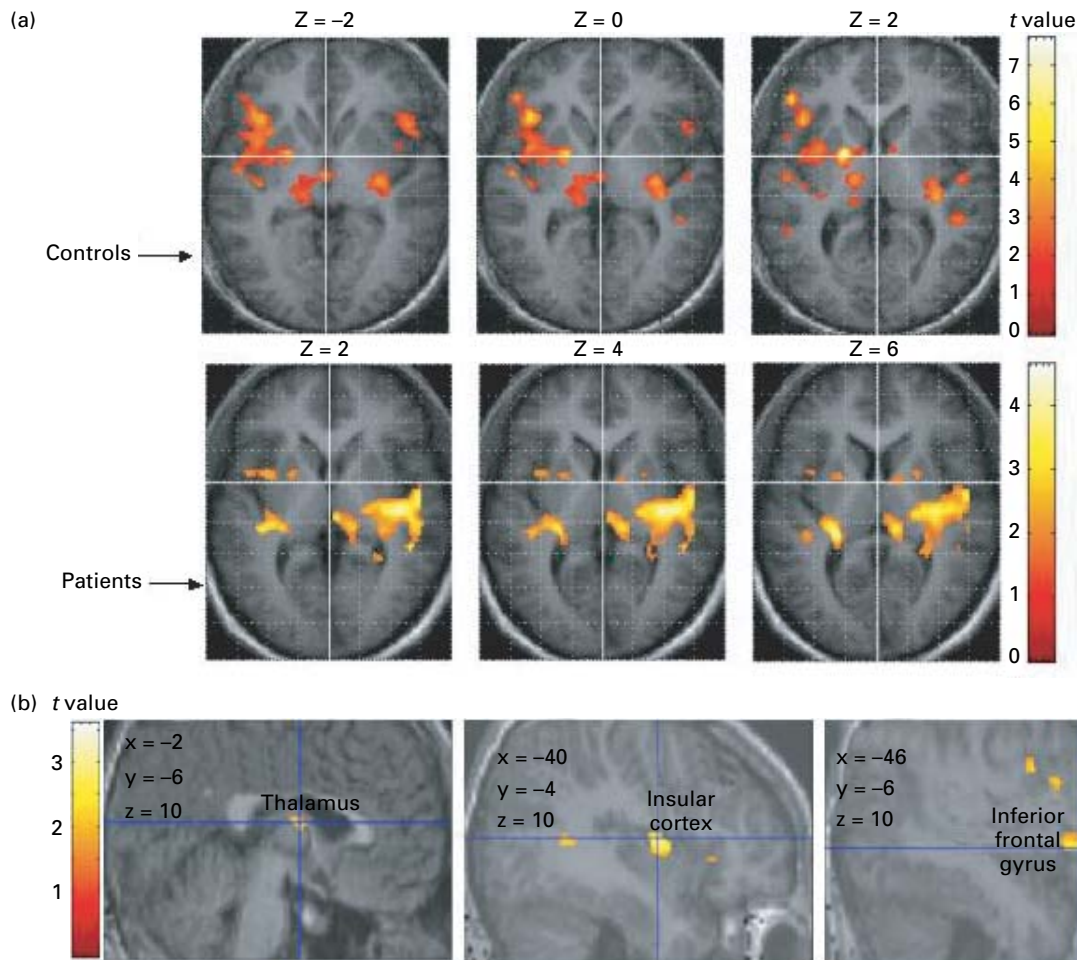 (a)
Z = –2
Z = 0
Z = 2
t value
7
6
5
4
3
2
1
0
Controls
Z = 2
Z = 4
Z = 6
4
3
2
1
0
Patients
(b) t value
3
2
1
x = –2
y = –6
z = 10
Thalamus
x = –40
y = –4
z = 10
Insular
cortex
x = –46
y = –6
z = 10
Inferior
frontal
gyrus